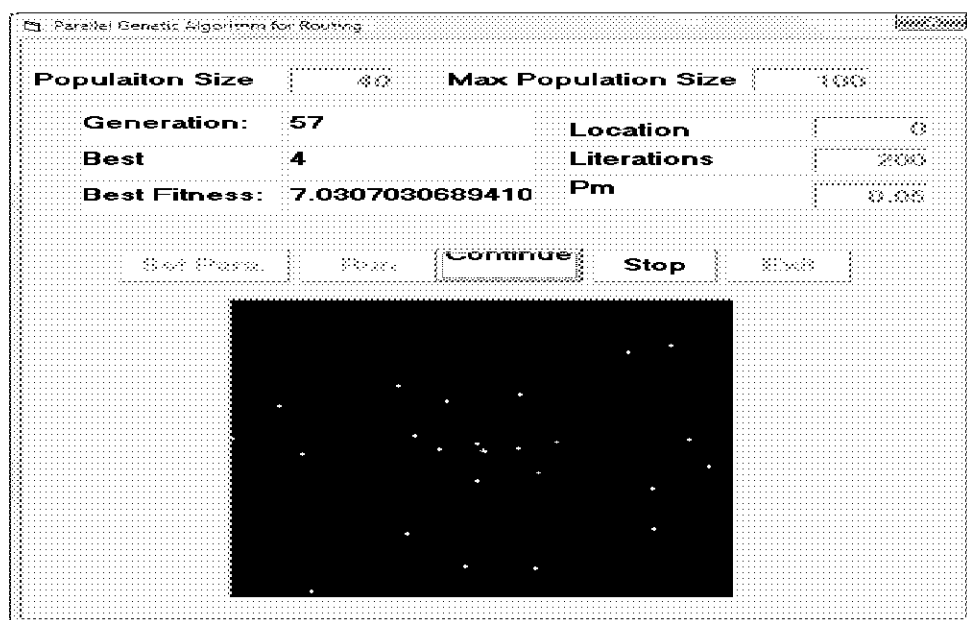 Parallel Genetic Algorithm for Routing
Populaiton Size 40 Max Population Size 100
Generation: 57 Location 0
Best 4 Literations 200
Best Fitness: 7.0307030689410 Pm 0.05
Set Para. Run Continue Stop Exit